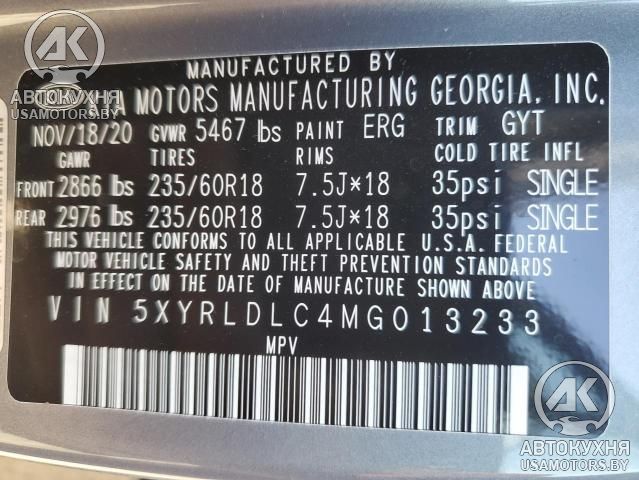 MANUFACTURED BY
MOTORS MANUFACTURING GEORGIA, INC.
NOV/18/20 GVWR 5467 lbs PAINT ERG TRIM GYT
GAWR TIRES RIMS COLD TIRE INFL
FRONT 2866 lbs 235/60R18 7.5J*18 35psi SINGLE
REAR 2976 lbs 235/60R18 7.5J*18 35psi SINGLE
THIS VEHICLE CONFORMS TO ALL APPLICABLE U.S.A. FEDERAL
MOTOR VEHICLE SAFETY AND THEFT PREVENTION STANDARDS
IN EFFECT ON THE DATE OF MANUFACTURE SHOWN ABOVE
VIN 5XYRLDLC4MG013233
MPV
АК
АВТОКУХНЯ
USAMOTORS.BY
АК
АВТОКУХНЯ
USAMOTORS.BY